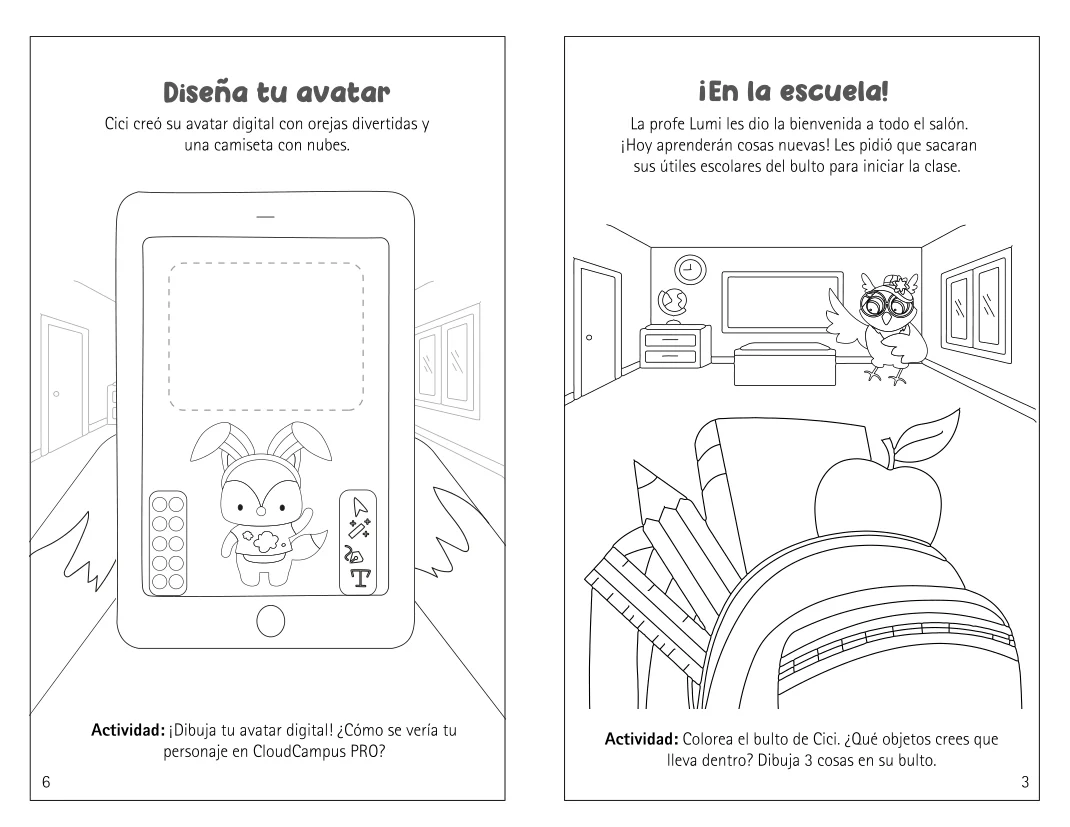 Diseña tu avatar
Cici creó su avatar digital con orejas divertidas y
una camiseta con nubes.
T
Actividad: ¡Dibuja tu avatar digital! ¿Cómo se vería tu
personaje en CloudCampus PRO?
6
¡En la escuela!
La profe Lumi les dio la bienvenida a todo el salón.
¡Hoy aprenderán cosas nuevas! Les pidió que sacaran
sus útiles escolares del bulto para iniciar la clase.
Actividad: Colorea el bulto de Cici. ¿Qué objetos crees que
lleva dentro? Dibuja 3 cosas en su bulto.
3